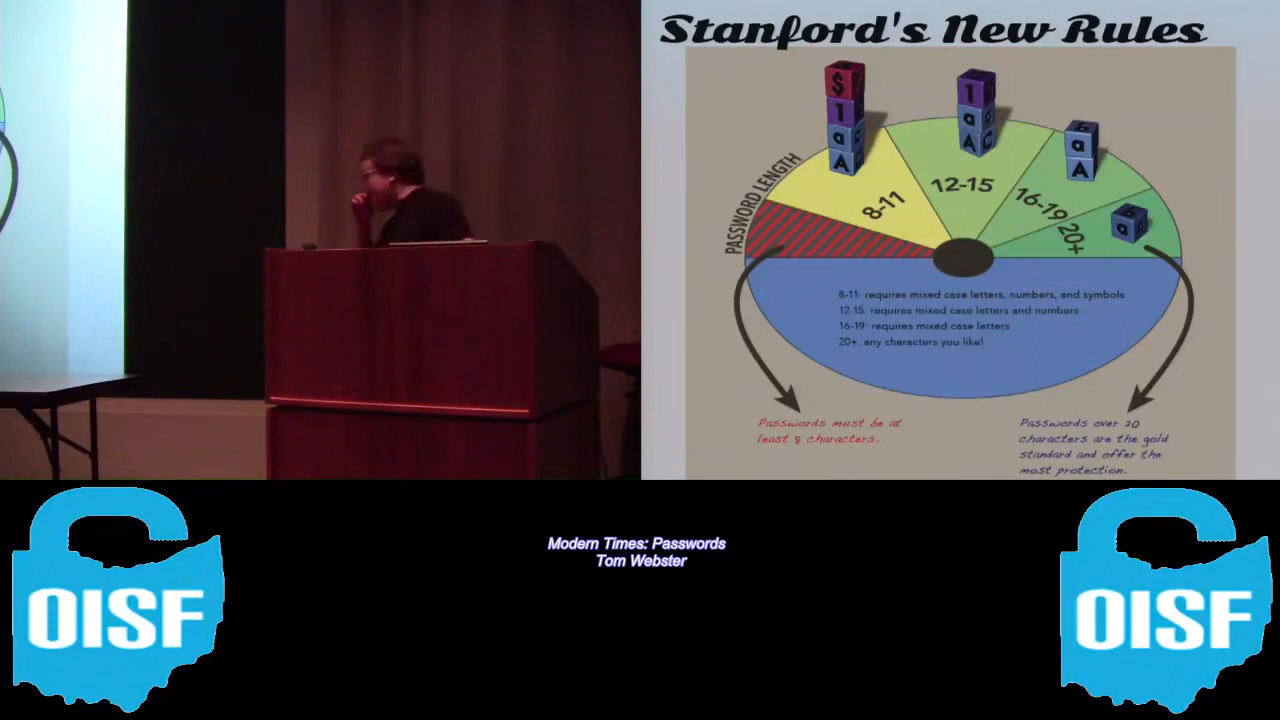 Stanford's New Rules
$
1
1
a
a
a
6
a
A
A
C
A
a
PASSWORD LENGTH
8-11
12-15
16-19
20+
8-11: requires mixed case letters, numbers, and symbols
12-15: requires mixed case letters and numbers
16-19: requires mixed case letters
20+: any characters you like!
Passwords must be at
least 8 characters.
Passwords over 20
characters are the gold
standard and offer the
most protection.
Modern Times: Passwords
Tom Webster
OISF
OISF